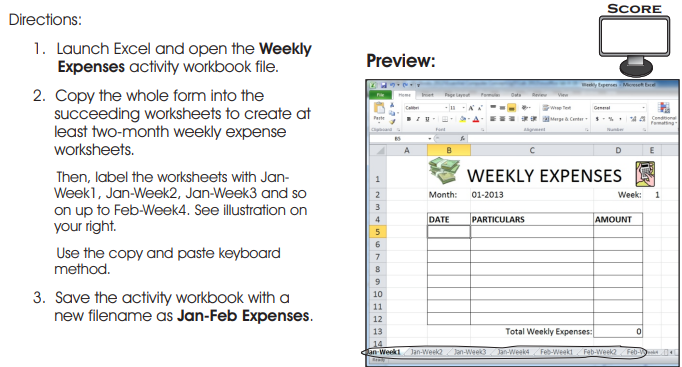 SCORE
Directions:
1. Launch Excel and open the Weekly
Expenses activity workbook file.
2. Copy the whole form into the
succeeding worksheets to create at
least two-month weekly expense
worksheets.
Then, label the worksheets with Jan-
Week1, Jan-Week2, Jan-Week3 and so
on up to Feb-Week4. See illustration on
your right.
Use the copy and paste keyboard
method.
3. Save the activity workbook with a
new filename as Jan-Feb Expenses.
Preview:
Weekly Expenses - Microsoft Excel
File Home Insert Page Layout Formulas Data Review View
Calibri 11 Wrap Text General
Paste B I U Merge & Center $ % Conditional
Formatting
Clipboard Font Alignment Number
B5 fx
A B C D E
1 WEEKLY EXPENSES
2 Month: 01-2013 Week: 1
3
4 DATE PARTICULARS AMOUNT
5
6
7
8
9
10
11
12
13 Total Weekly Expenses: 0
14
Jan-Week1 Jan-Week2 Jan-Week3 Jan-Week4 Feb-Week1 Feb-Week2
Ready